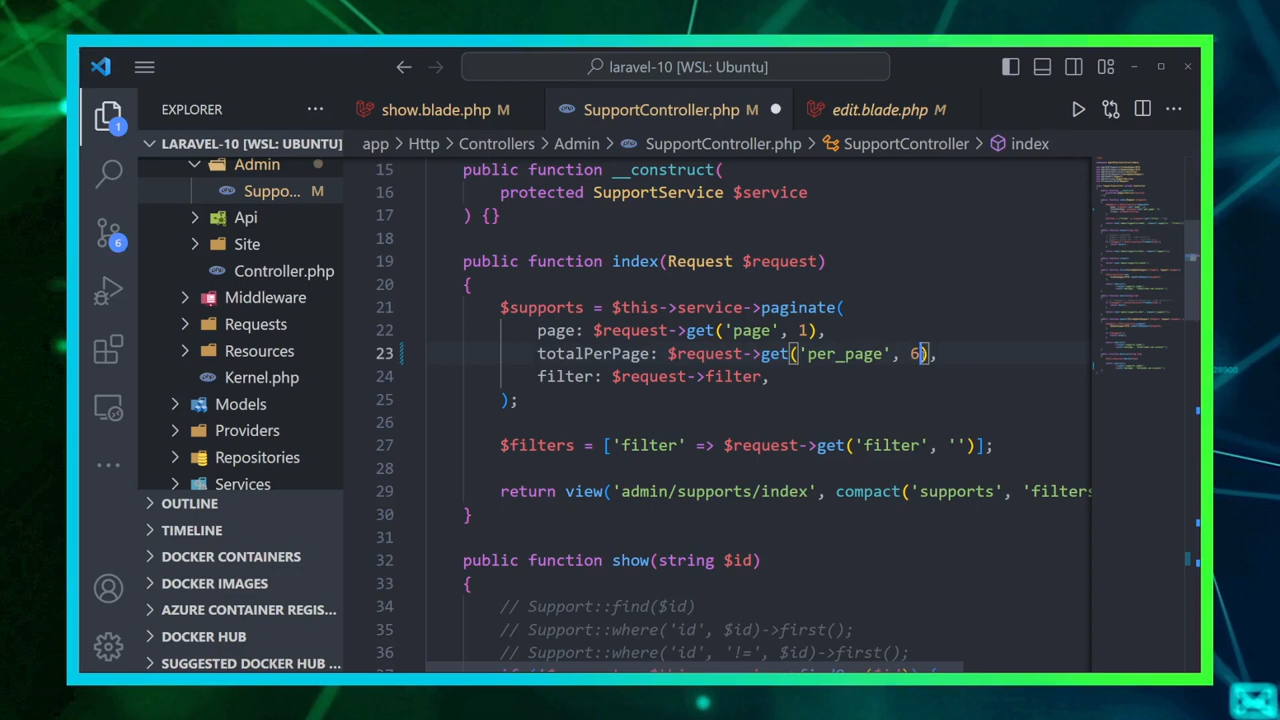 laravel-10 [WSL: Ubuntu]
EXPLORER
show.blade.php M
SupportController.php M
edit.blade.php M
LARAVEL-10 [WSL: UBUNTU]
app > Http > Controllers > Admin > SupportController.php > SupportController > index
1
6
Admin
Suppo... M
Api
Site
Controller.php
Middleware
Requests
Resources
Kernel.php
Models
Providers
Repositories
Services
OUTLINE
TIMELINE
DOCKER CONTAINERS
DOCKER IMAGES
AZURE CONTAINER REGIS...
DOCKER HUB
SUGGESTED DOCKER HUB ...
15 public function __construct(
16 protected SupportService $service
17 ) {}
18
19 public function index(Request $request)
20 {
21 $supports = $this->service->paginate(
22 page: $request->get('page', 1),
23 totalPerPage: $request->get('per_page', 6),
24 filter: $request->filter,
25 );
26
27 $filters = ['filter' => $request->get('filter', '')];
28
29 return view('admin/supports/index', compact('supports', 'filters
30 }
31
32 public function show(string $id)
33 {
34 // Support::find($id)
35 // Support::where('id', $id)->first();
36 // Support::where('id', '!=', $id)->first();